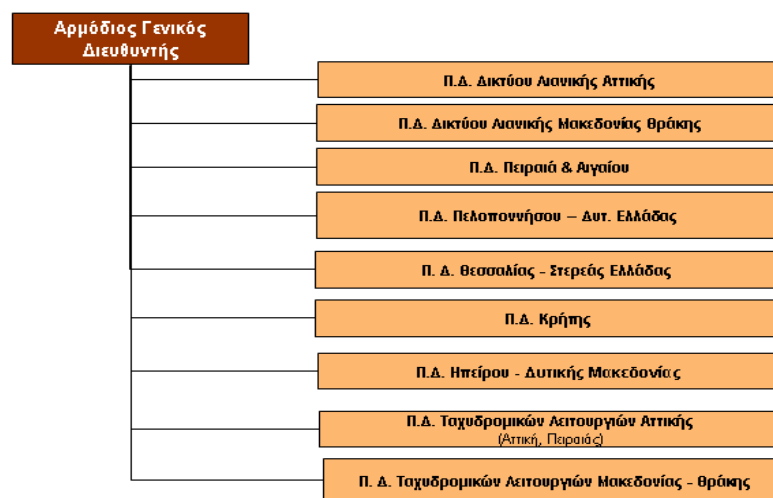 Αρμόδιος Γενικός
Διευθυντής
Π.Δ. Δικτύου Λιανικής Αττικής
Π.Δ. Δικτύου Λιανικής Μακεδονίας Θράκης
Π.Δ. Πειραιά & Αιγαίου
Π.Δ. Πελοποννήσου – Δυτ. Ελλάδας
Π. Δ. Θεσσαλίας - Στερεάς Ελλάδας
Π.Δ. Κρήτης
Π.Δ. Ηπείρου - Δυτικής Μακεδονίας
Π.Δ. Ταχυδρομικών Λειτουργιών Αττικής
(Αττική, Πειραιάς)
Π. Δ. Ταχυδρομικών Λειτουργιών Μακεδονίας - Θράκης